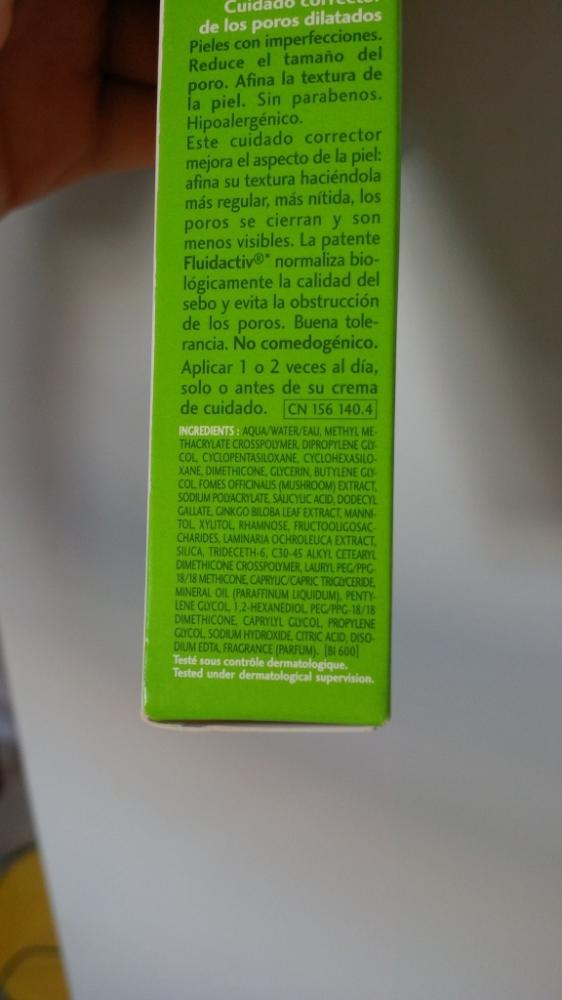 Cuidado corrector
de los poros dilatados
Pieles con imperfecciones.
Reduce el tamaño del
poro. Afina la textura de
la piel. Sin parabenos.
Hipoalergénico.
Este cuidado corrector
mejora el aspecto de la piel:
afina su textura haciéndola
más regular, más nítida, los
poros se cierran y son
menos visibles. La patente
Fluidactiv®* normaliza bio-
lógicamente la calidad del
sebo y evita la obstrucción
de los poros. Buena tole-
rancia. No comedogénico.
Aplicar 1 o 2 veces al día,
solo o antes de su crema
de cuidado. CN 156 140.4
INGREDIENTS : AQUA/WATER/EAU, METHYL ME-
THACRYLATE CROSSPOLYMER, DIPROPYLENE GLY-
COL, CYCLOPENTASILOXANE, CYCLOHEXASILO-
XANE, DIMETHICONE, GLYCERIN, BUTYLENE GLY-
COL, FOMES OFFICINALIS (MUSHROOM) EXTRACT,
SODIUM POLYACRYLATE, SALICYLIC ACID, DODECYL
GALLATE, GINKGO BILOBA LEAF EXTRACT, MANNI-
TOL, XYLITOL, RHAMNOSE, FRUCTOOLIGOSAC-
CHARIDES, LAMINARIA OCHROLEUCA EXTRACT,
SILICA, TRIDECETH-6, C30-45 ALKYL CETEARYL
DIMETHICONE CROSSPOLYMER, LAURYL PEG/PPG-
18/18 METHICONE, CAPRYLIC/CAPRIC TRIGLYCERIDE,
MINERAL OIL (PARAFFINUM LIQUIDUM), PENTY-
LENE GLYCOL, 1,2-HEXANEDIOL, PEG/PPG-18/18
DIMETHICONE, CAPRYLYL GLYCOL, PROPYLENE
GLYCOL, SODIUM HYDROXIDE, CITRIC ACID, DISO-
DIUM EDTA, FRAGRANCE (PARFUM). [BI 600]
Testé sous contrôle dermatologique.
Tested under dermatological supervision.